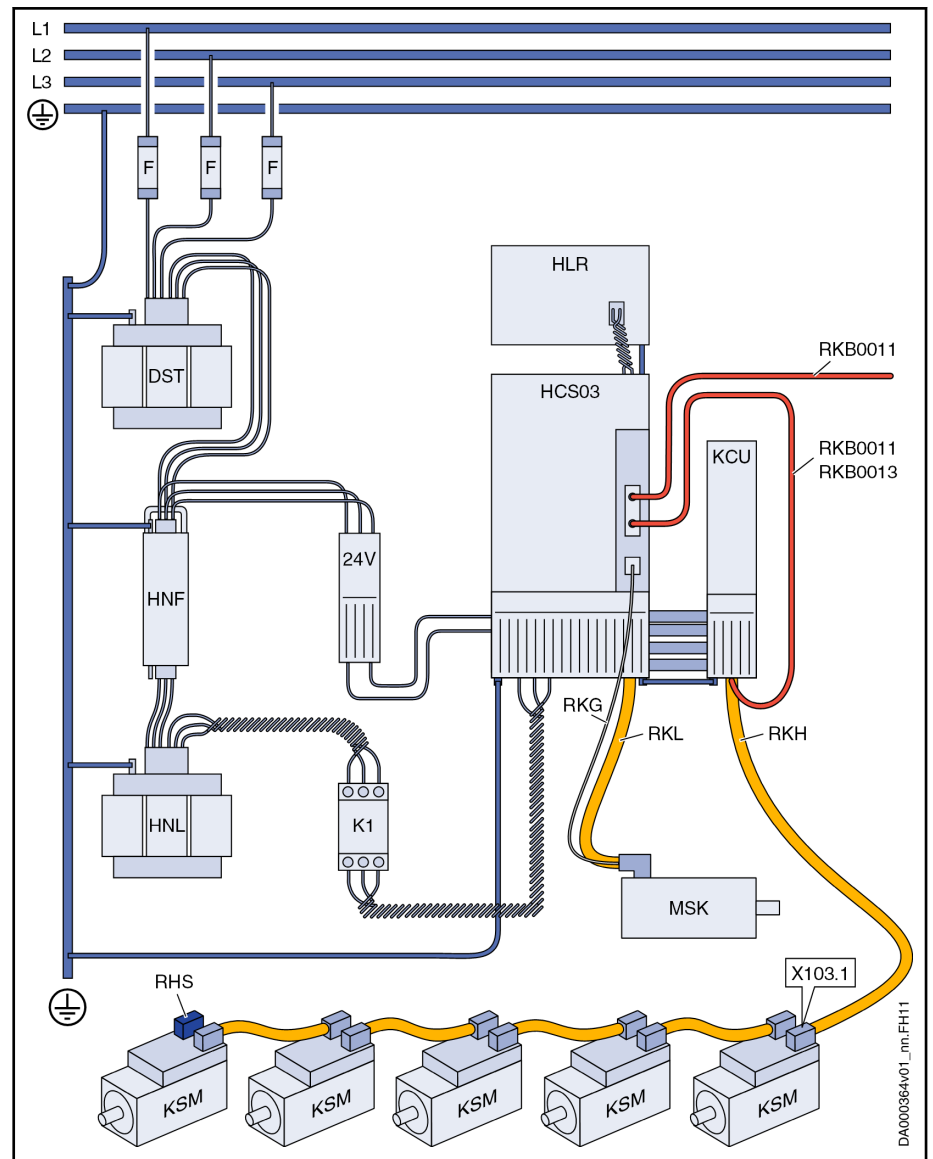 L1
L2
L3
F
F
F
HLR
DST
HCS03
RKB0011
KCU
RKB0011
RKB0013
24V
HNF
RKG
RKL
RKH
HNL
K1
MSK
RHS
X103.1
KSM
KSM
KSM
KSM
KSM
DA000364v01_nn.FH11